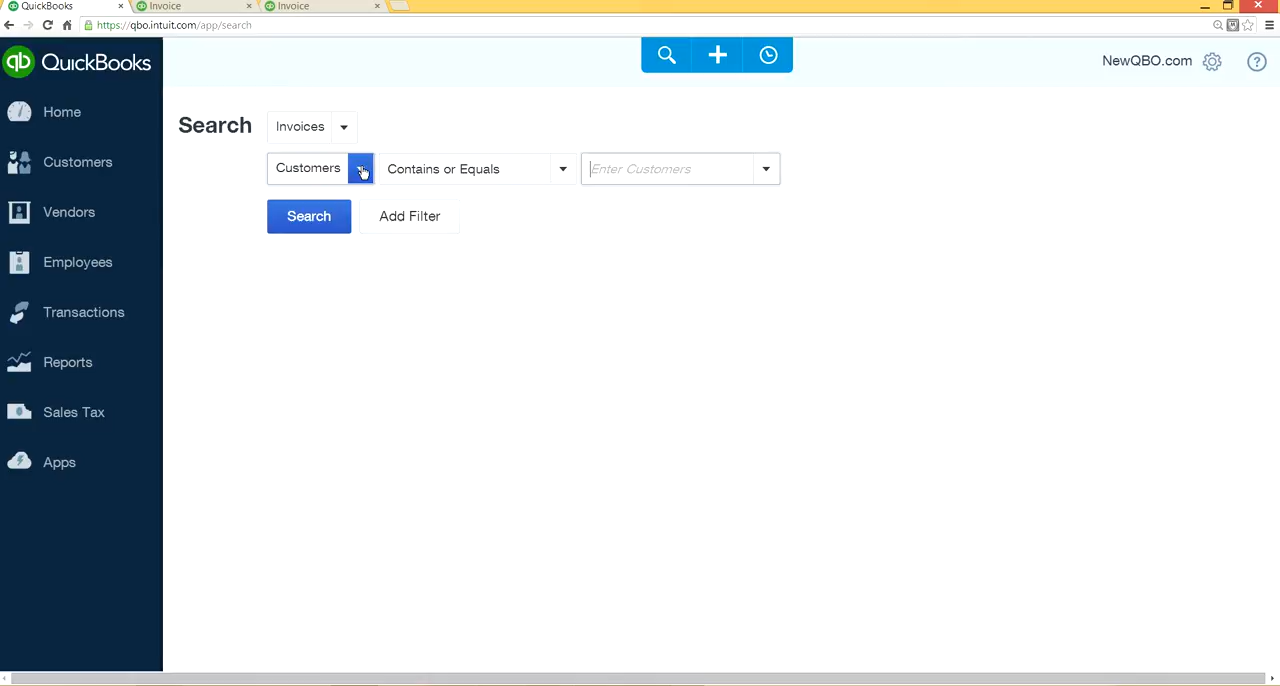 QuickBooks
Invoice
Invoice
https://qbo.intuit.com/app/search
qb QuickBooks
NewQBO.com
?
Home
Customers
Vendors
Employees
Transactions
Reports
Sales Tax
Apps
Search
Invoices
Customers
Contains or Equals
Enter Customers
Search
Add Filter